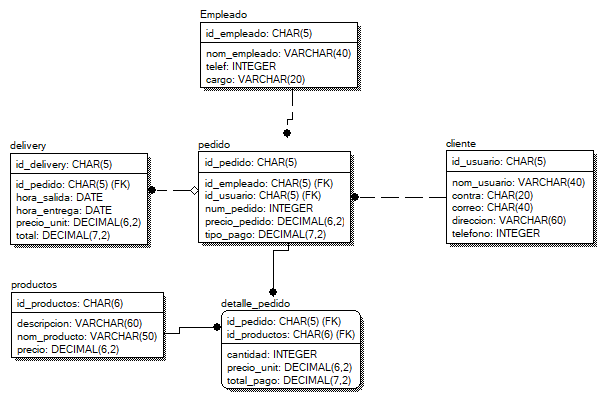 Empleado
id_empleado: CHAR(5)
nom_empleado: VARCHAR(40)
telef: INTEGER
cargo: VARCHAR(20)
delivery
id_delivery: CHAR(5)
id_pedido: CHAR(5) (FK)
hora_salida: DATE
hora_entrega: DATE
precio_unit: DECIMAL(6,2)
total: DECIMAL(7,2)
pedido
id_pedido: CHAR(5)
id_empleado: CHAR(5) (FK)
id_usuario: CHAR(5) (FK)
num_pedido: INTEGER
precio_pedido: DECIMAL(6,2)
tipo_pago: DECIMAL(7,2)
cliente
id_usuario: CHAR(5)
nom_usuario: VARCHAR(40)
contra: CHAR(20)
correo: CHAR(40)
direccion: VARCHAR(60)
telefono: INTEGER
productos
id_productos: CHAR(6)
descripcion: VARCHAR(60)
nom_producto: VARCHAR(50)
precio: DECIMAL(6,2)
detalle_pedido
id_pedido: CHAR(5) (FK)
id_productos: CHAR(6) (FK)
cantidad: INTEGER
precio_unit: DECIMAL(6,2)
total_pago: DECIMAL(7,2)